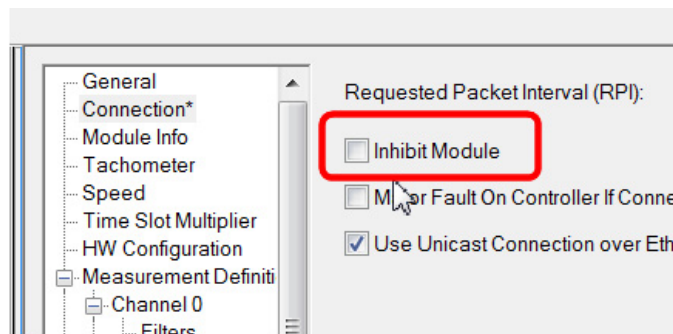 General
Connection*
Module Info
Tachometer
Speed
Time Slot Multiplier
HW Configuration
Measurement Definiti
Channel 0
Filters
Requested Packet Interval (RPI):
Inhibit Module
Fault On Controller If Conne
Use Unicast Connection over Eth